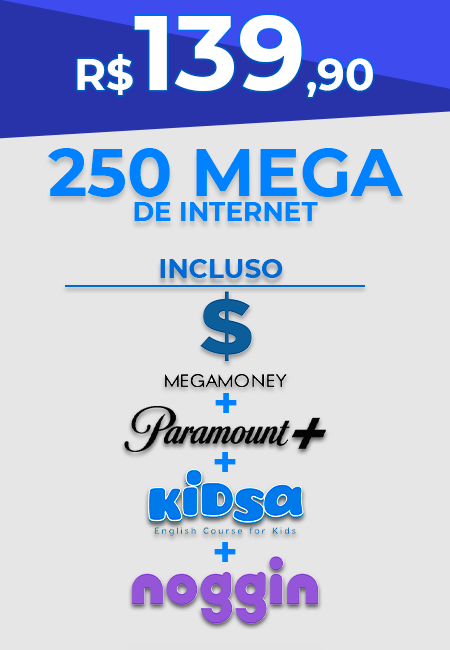 R$139,90
250 MEGA
DE INTERNET
INCLUSO
$
MEGAMONEY
+
Paramount+
+
KiDsa
English Course for Kids
+
noggin